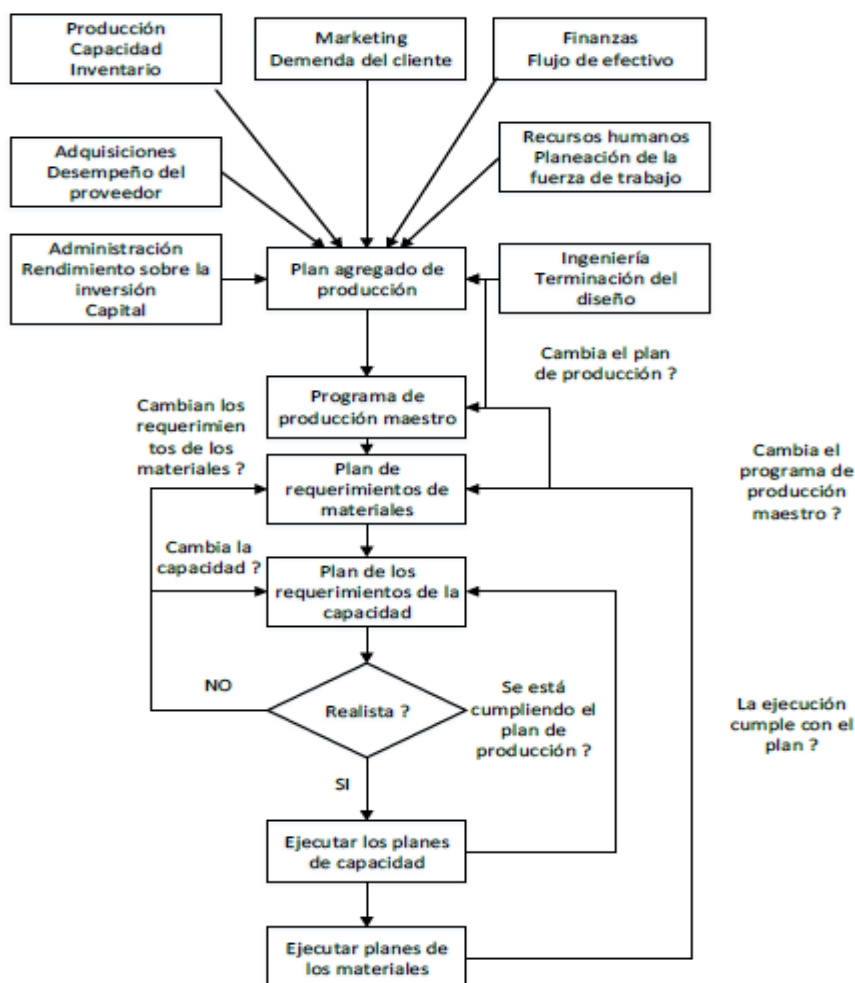 Producción
Capacidad
Inventario
Marketing
Demenda del cliente
Finanzas
Flujo de efectivo
Adquisiciones
Desempeño del
proveedor
Recursos humanos
Planeación de la
fuerza de trabajo
Administración
Rendimiento sobre la
inversión
Capital
Plan agregado de
producción
Ingeniería
Terminación del
diseño
Cambia el plan
de producción ?
Programa de
producción maestro
Cambian los
requerimien
tos de los
materiales ?
Plan de
requerimientos de
materiales
Cambia el
programa de
producción
maestro ?
Cambia la
capacidad ?
Plan de los
requerimientos de la
capacidad
NO
Realista ?
Se está
cumpliendo el
plan de
producción ?
La ejecución
cumple con el
plan ?
SI
Ejecutar los planes
de capacidad
Ejecutar planes de
los materiales